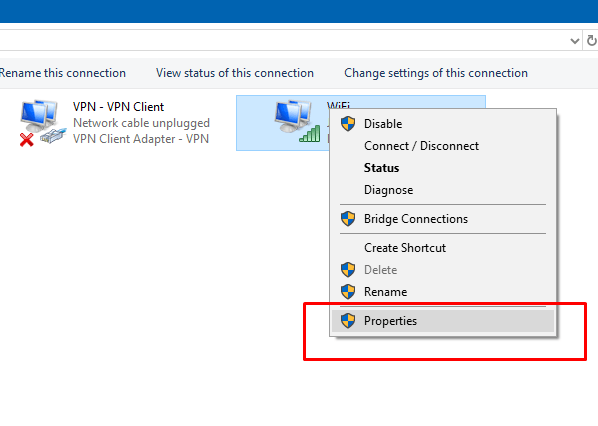 Rename this connection
View status of this connection
Change settings of this connection
VPN - VPN Client
Network cable unplugged
VPN Client Adapter - VPN
WiFi
Disable
Connect / Disconnect
Status
Diagnose
Bridge Connections
Create Shortcut
Delete
Rename
Properties